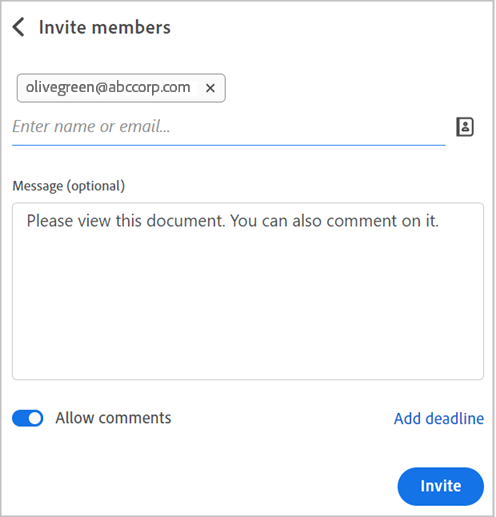 Invite members
olivegreen@abccorp.com ×
Enter name or email...
Message (optional)
Please view this document. You can also comment on it.
Allow comments
Add deadline
Invite